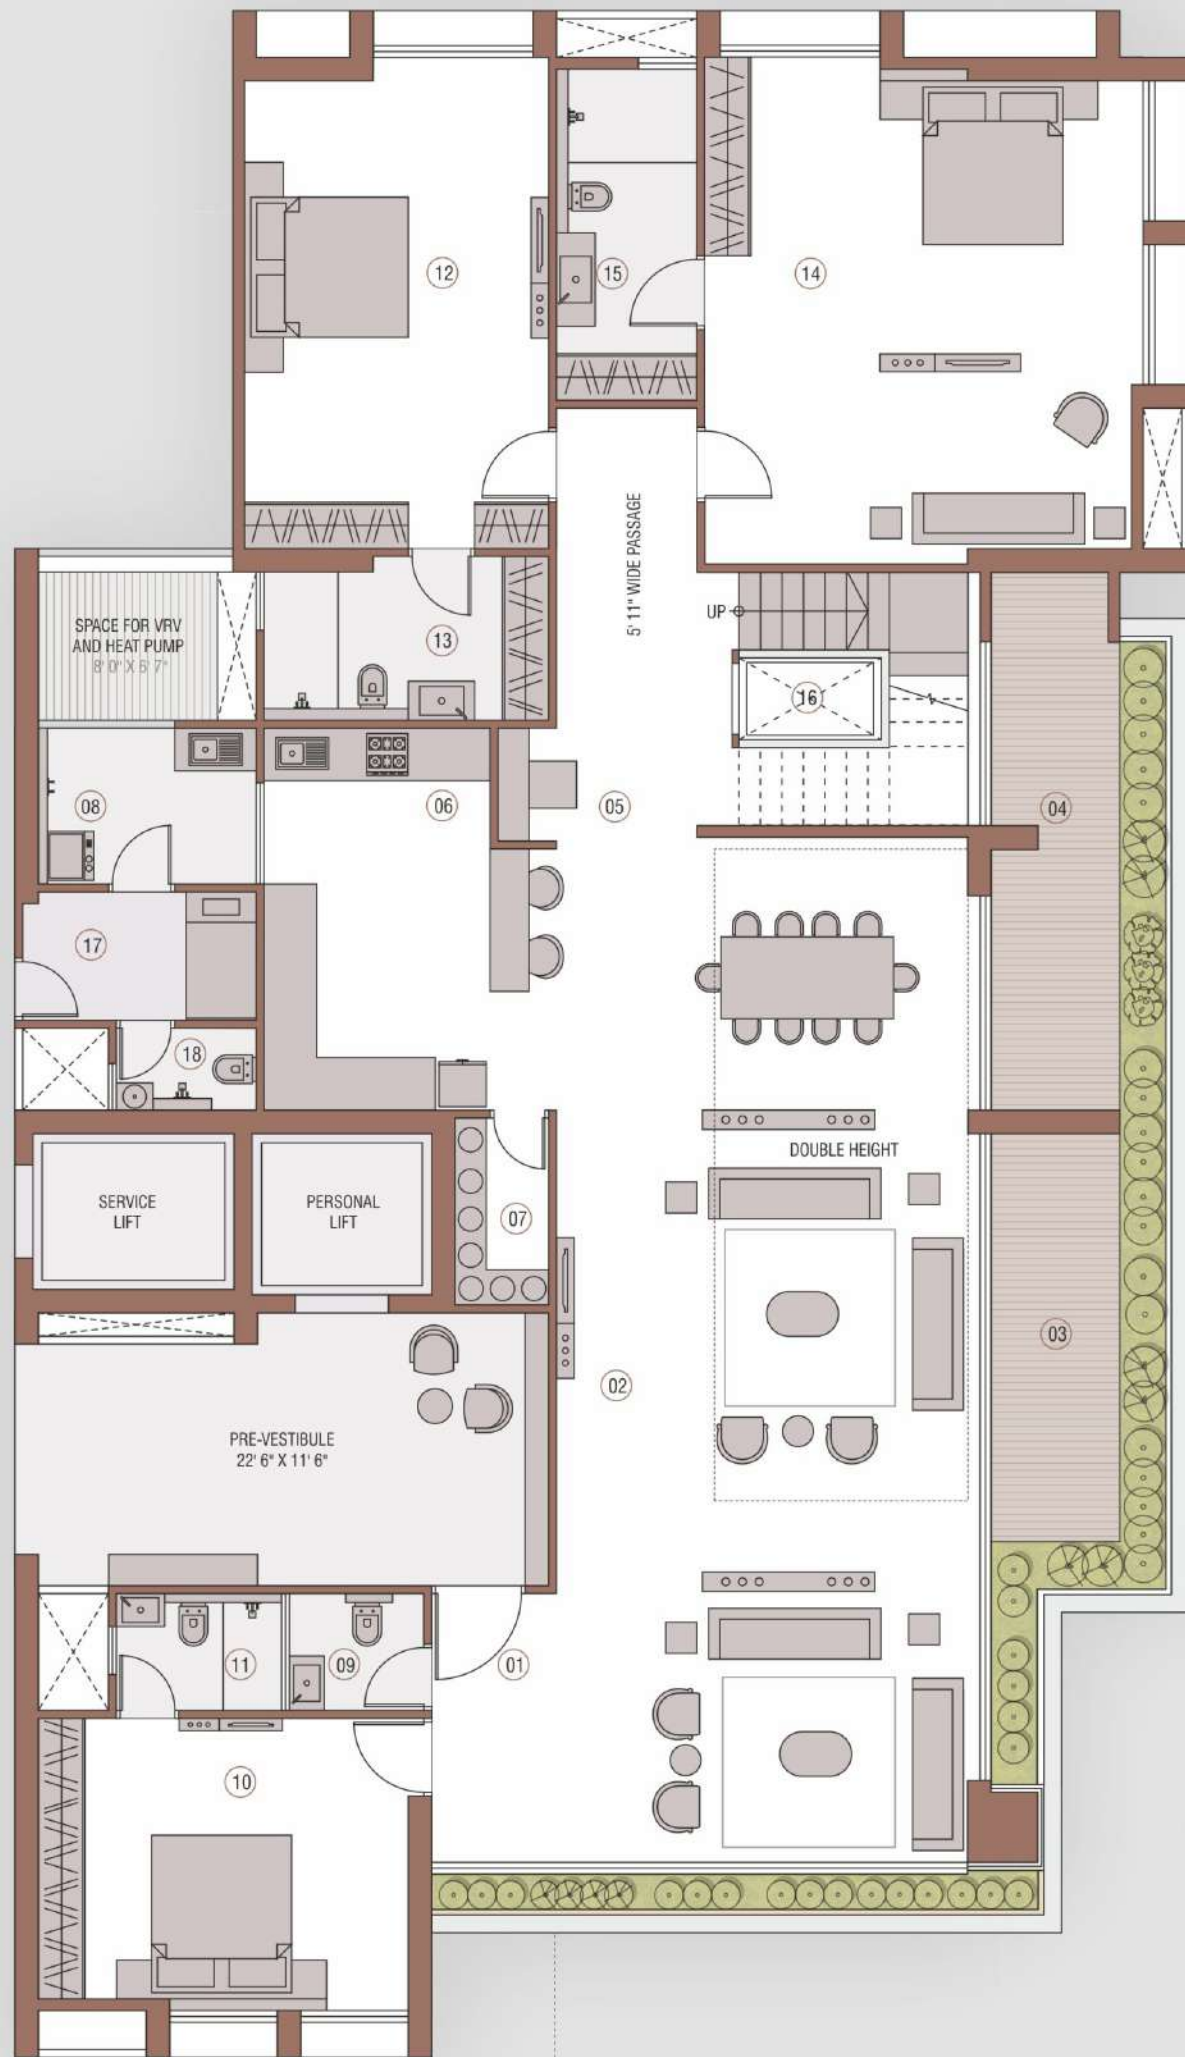 12
15
14
5' 11" WIDE PASSAGE
UP
SPACE FOR VRV
AND HEAT PUMP
8' 0" X 6' 7"
13
16
08
06
05
04
17
18
DOUBLE HEIGHT
SERVICE
LIFT
PERSONAL
LIFT
07
03
02
PRE-VESTIBULE
22' 6" X 11' 6"
11
09
01
10